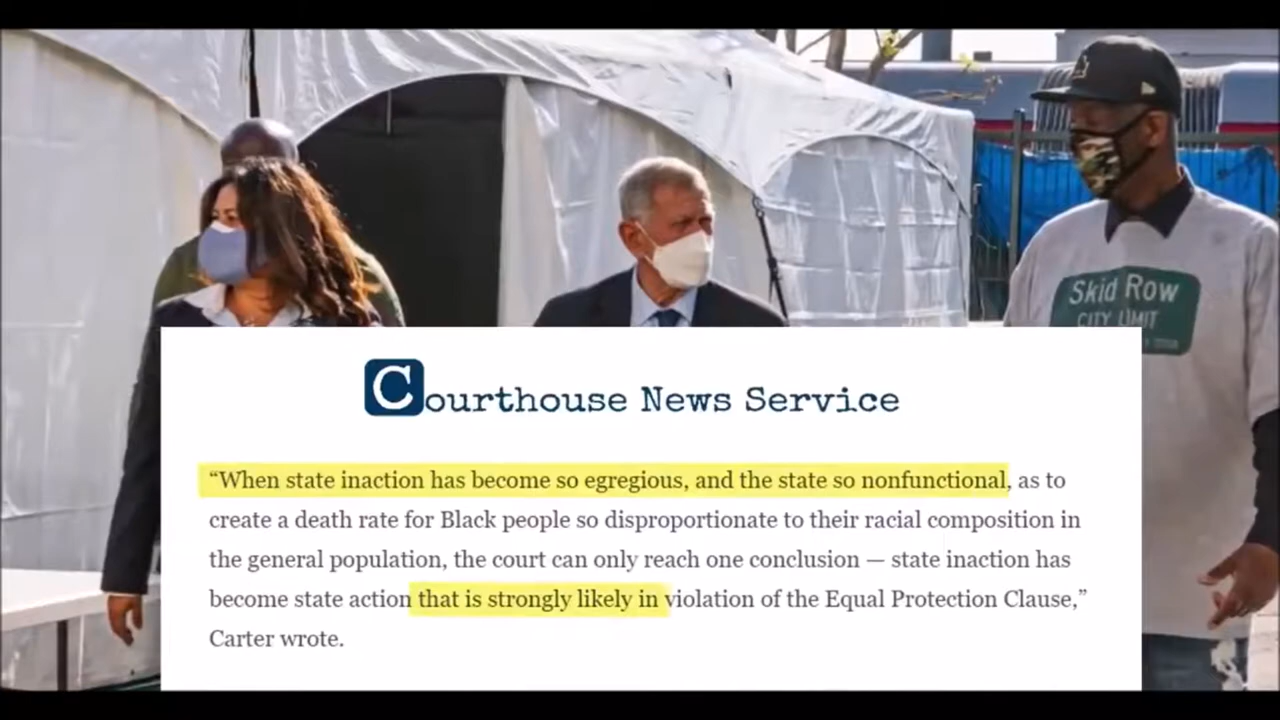 Skid Row
CITY LIMIT
Courthouse News Service
“When state inaction has become so egregious, and the state so nonfunctional, as to
create a death rate for Black people so disproportionate to their racial composition in
the general population, the court can only reach one conclusion — state inaction has
become state action that is strongly likely in violation of the Equal Protection Clause,”
Carter wrote.